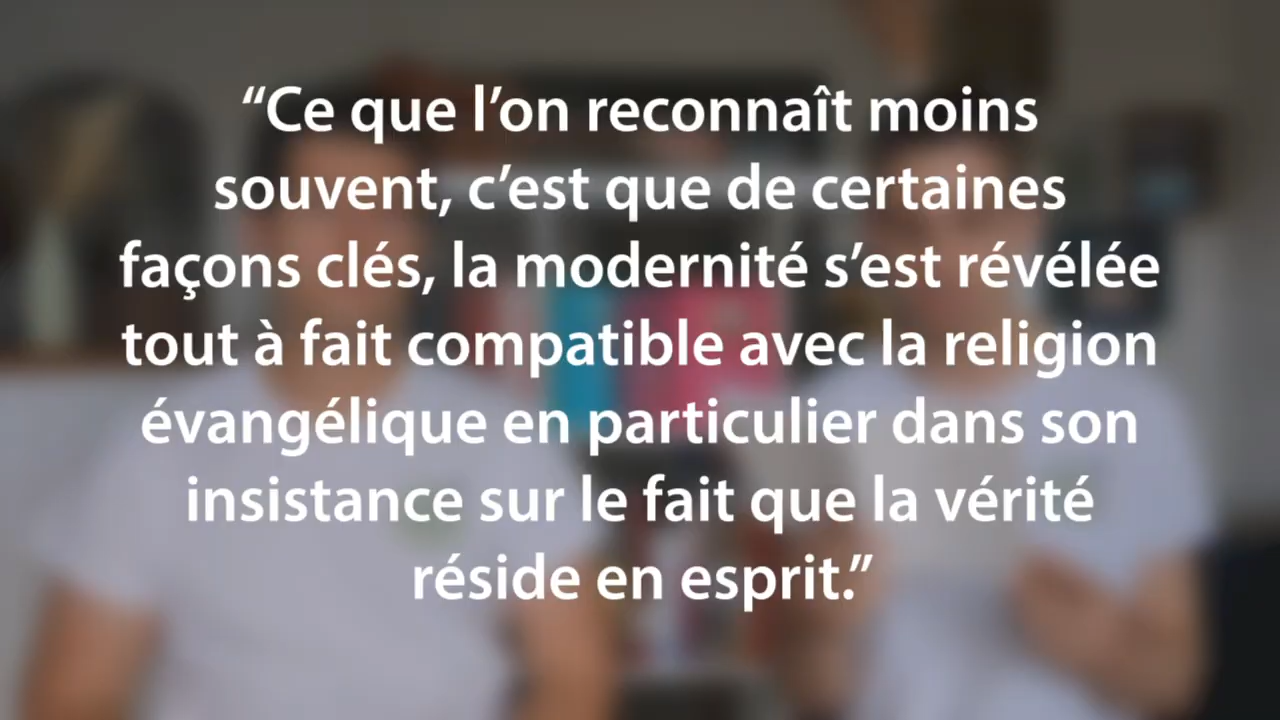 “Ce que l’on reconnaît moins
souvent, c’est que de certaines
façons clés, la modernité s’est révélée
tout à fait compatible avec la religion
évangélique en particulier dans son
insistance sur le fait que la vérité
réside en esprit.”